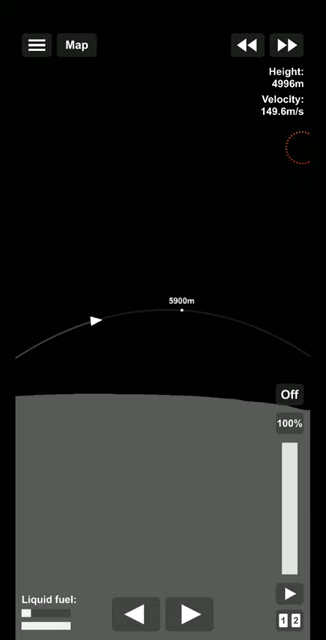 Map
Height:
4996m
Velocity:
149.6m/s
5900m
Off
100%
Liquid fuel:
1 2